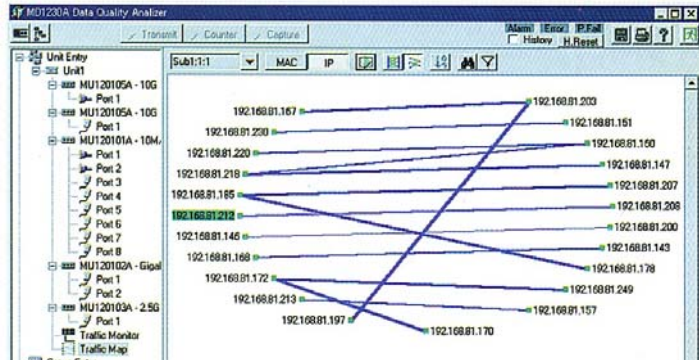 MD1230A Data Quality Analizer
Transmit
Counter
Capture
Alarm Error P.Fail
History H.Reset
Unit Entry
Unit1
MU120105A - 10G
Port 1
MU120105A - 10G
Port 1
MU120101A - 10M
Port 1
Port 2
Port 3
Port 4
Port 5
Port 6
Port 7
Port 8
MU120102A - Gigal
Port 1
Port 2
MU120103A - 2.5G
Port 1
Traffic Monitor
Traffic Map
Sub1:1:1
MAC
IP
192.168.81.167
192.168.81.230
192.168.81.220
192.168.81.218
192.168.81.185
192.168.81.212
192.168.81.146
192.168.81.168
192.168.81.172
192.168.81.213
192.168.81.197
192.168.81.203
192.168.81.151
192.168.81.150
192.168.81.147
192.168.81.207
192.168.81.208
192.168.81.200
192.168.81.143
192.168.81.178
192.168.81.249
192.168.81.157
192.168.81.170